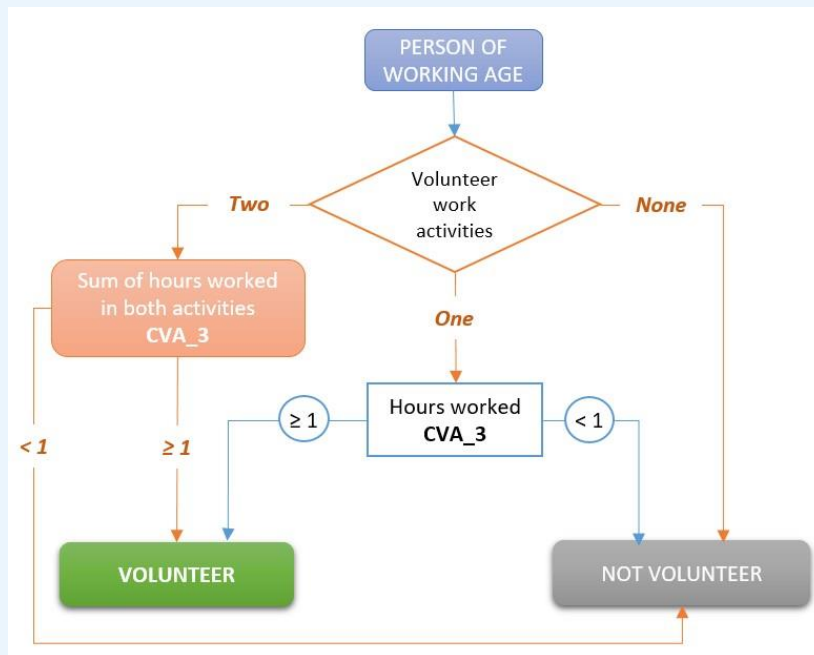 PERSON OF
WORKING AGE
Volunteer
work
activities
Two
None
Sum of hours worked
in both activities
CVA_3
One
Hours worked
CVA_3
≥ 1
< 1
< 1
≥ 1
VOLUNTEER
NOT VOLUNTEER